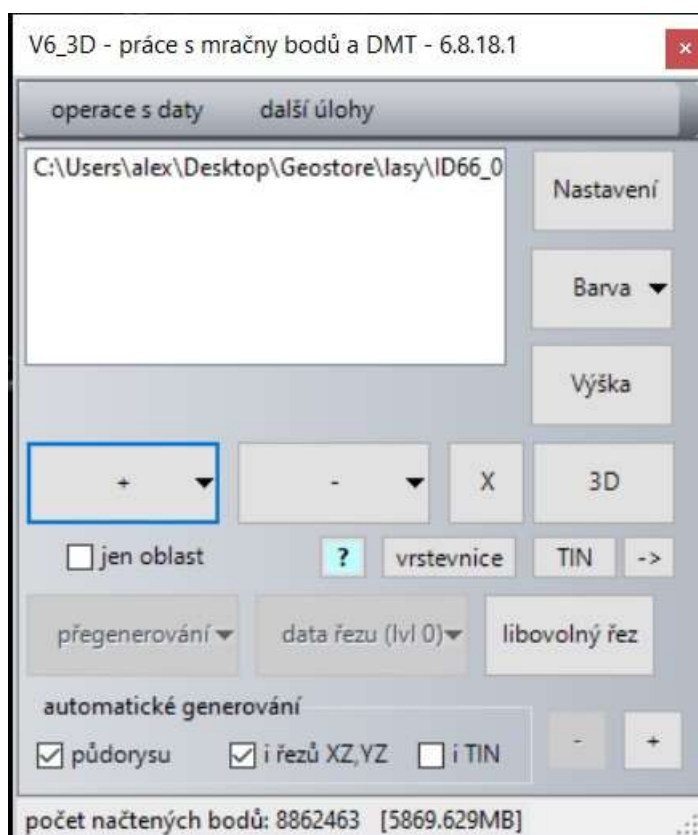 V6_3D - práce s mračny bodů a DMT - 6.8.18.1
operace s daty další úlohy
C:\Users\alex\Desktop\Geostore\lasy\ID66_0
Nastavení
Barva
Výška
+ - X 3D
jen oblast ? vrstevnice TIN ->
přegenerování data řezu (lvl 0) libovolný řez
automatické generování
půdorysu i řezů XZ,YZ i TIN - +
počet načtených bodů: 8862463 [5869.629MB]